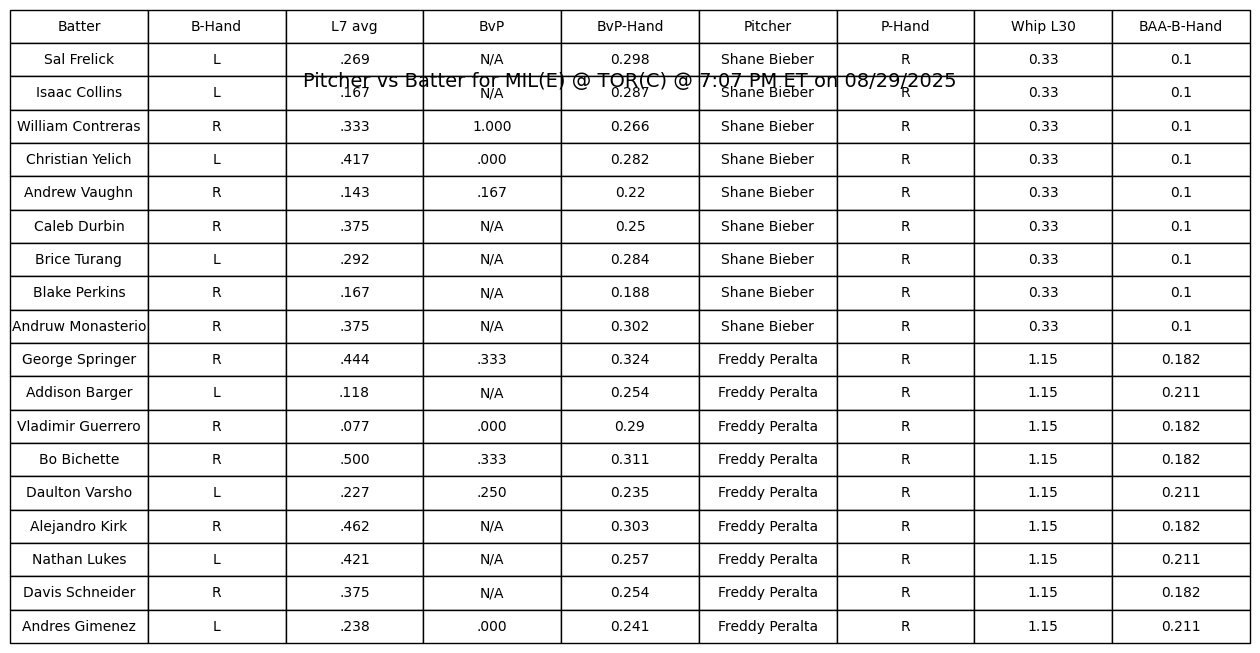 Batter B-Hand L7 avg BvP BvP-Hand Pitcher P-Hand Whip L30 BAA-B-Hand
Sal Frelick L .269 N/A 0.298 Shane Bieber R 0.33 0.1
Pitcher vs Batter for MIL(E) @ TOR(C) @ 7:07 PM ET on 08/29/2025
Isaac Collins L .167 N/A 0.287 Shane Bieber R 0.33 0.1
William Contreras R .333 1.000 0.266 Shane Bieber R 0.33 0.1
Christian Yelich L .417 .000 0.282 Shane Bieber R 0.33 0.1
Andrew Vaughn R .143 .167 0.22 Shane Bieber R 0.33 0.1
Caleb Durbin R .375 N/A 0.25 Shane Bieber R 0.33 0.1
Brice Turang L .292 N/A 0.284 Shane Bieber R 0.33 0.1
Blake Perkins R .167 N/A 0.188 Shane Bieber R 0.33 0.1
Andruw Monasterio R .375 N/A 0.302 Shane Bieber R 0.33 0.1
George Springer R .444 .333 0.324 Freddy Peralta R 1.15 0.182
Addison Barger L .118 N/A 0.254 Freddy Peralta R 1.15 0.211
Vladimir Guerrero R .077 .000 0.29 Freddy Peralta R 1.15 0.182
Bo Bichette R .500 .333 0.311 Freddy Peralta R 1.15 0.182
Daulton Varsho L .227 .250 0.235 Freddy Peralta R 1.15 0.211
Alejandro Kirk R .462 N/A 0.303 Freddy Peralta R 1.15 0.182
Nathan Lukes L .421 N/A 0.257 Freddy Peralta R 1.15 0.211
Davis Schneider R .375 N/A 0.254 Freddy Peralta R 1.15 0.182
Andres Gimenez L .238 .000 0.241 Freddy Peralta R 1.15 0.211